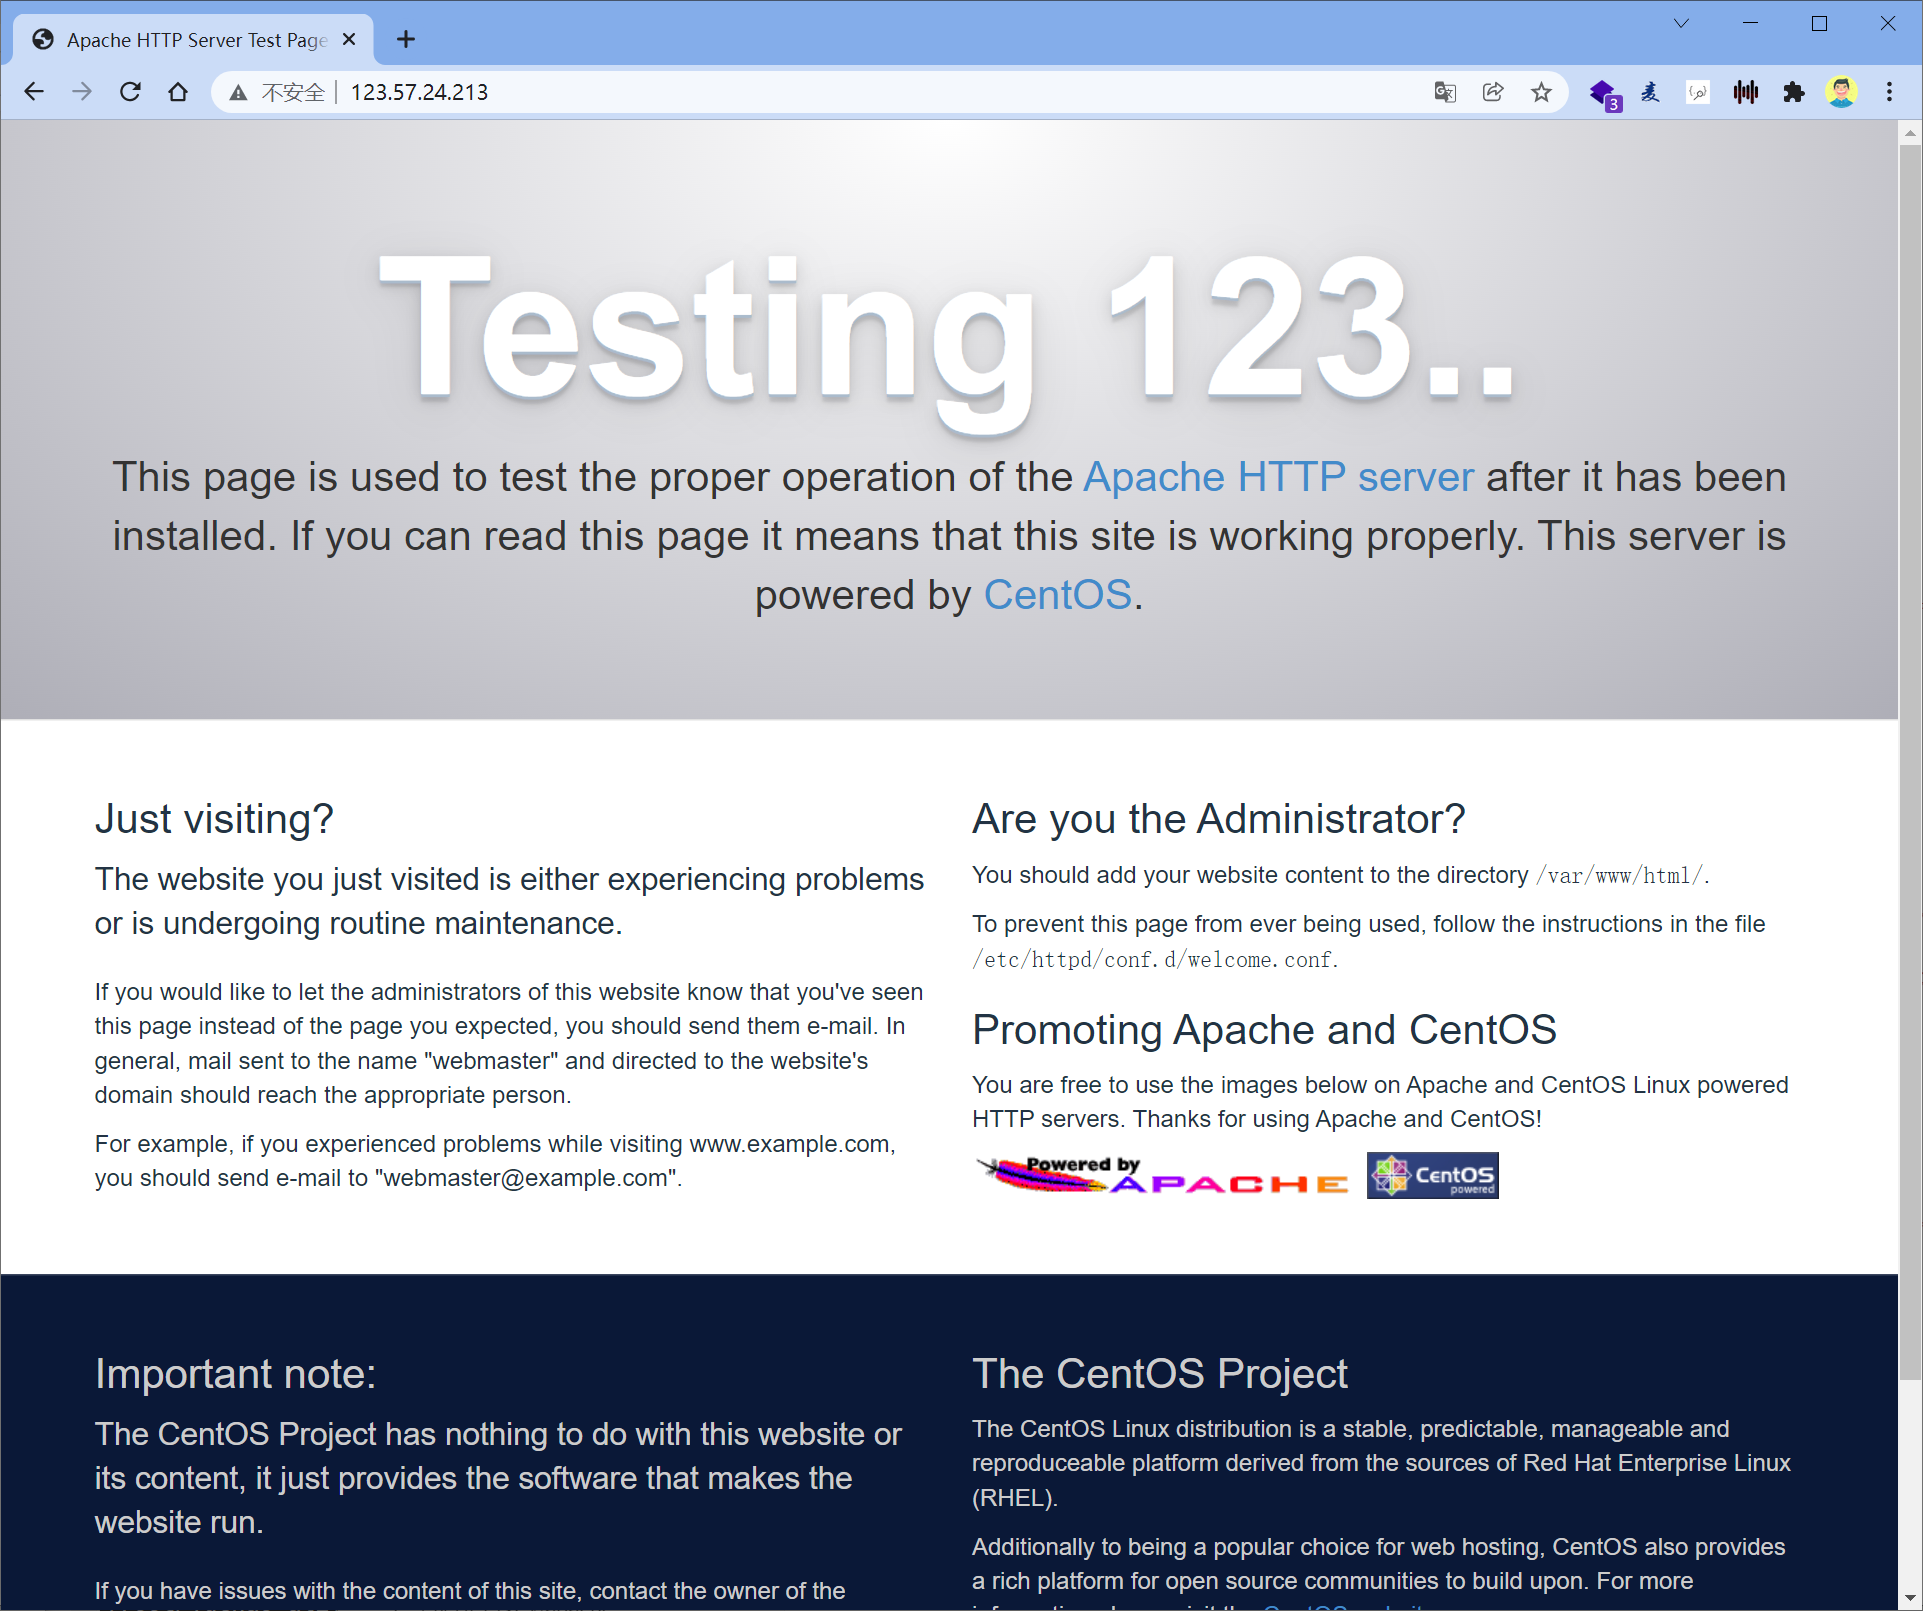 Apache HTTP Server Test Page
不安全 123.57.24.213
3
Testing 123..
This page is used to test the proper operation of the Apache HTTP server after it has been
installed. If you can read this page it means that this site is working properly. This server is
powered by CentOS.
Just visiting?
The website you just visited is either experiencing problems
or is undergoing routine maintenance.
If you would like to let the administrators of this website know that you've seen
this page instead of the page you expected, you should send them e-mail. In
general, mail sent to the name "webmaster" and directed to the website's
domain should reach the appropriate person.
For example, if you experienced problems while visiting www.example.com,
you should send e-mail to "webmaster@example.com".
Are you the Administrator?
You should add your website content to the directory /var/www/html/.
To prevent this page from ever being used, follow the instructions in the file
/etc/httpd/conf.d/welcome.conf.
Promoting Apache and CentOS
You are free to use the images below on Apache and CentOS Linux powered
HTTP servers. Thanks for using Apache and CentOS!
Powered by
APACHE
CentOS
powered
Important note:
The CentOS Project has nothing to do with this website or
its content, it just provides the software that makes the
website run.
If you have issues with the content of this site, contact the owner of the
The CentOS Project
The CentOS Linux distribution is a stable, predictable, manageable and
reproduceable platform derived from the sources of Red Hat Enterprise Linux
(RHEL).
Additionally to being a popular choice for web hosting, CentOS also provides
a rich platform for open source communities to build upon. For more